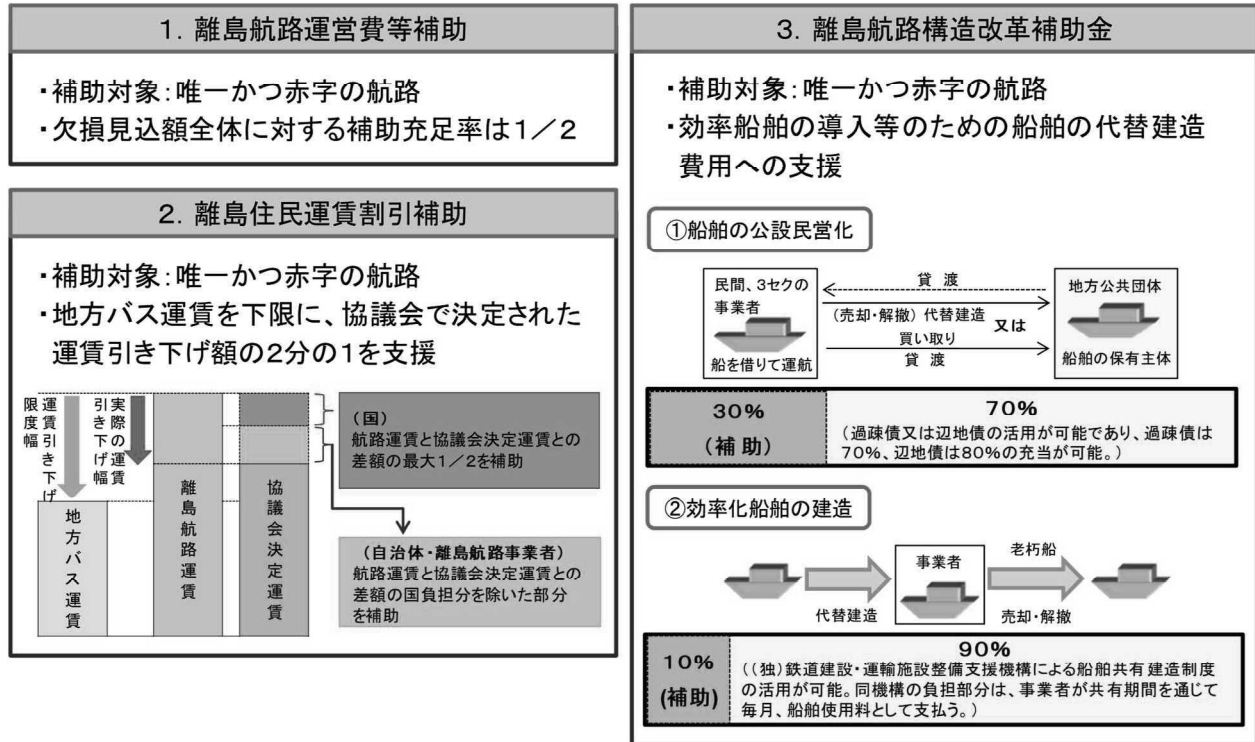 1. 離島航路運営費等補助
・補助対象：唯一かつ赤字の航路
・欠損見込額全体に対する補助充足率は1／2
2. 離島住民運賃割引補助
・補助対象：唯一かつ赤字の航路
・地方バス運賃を下限に、協議会で決定された
運賃引き下げ額の2分の1を支援
運賃引き下げ
限度幅
実際の運賃
引き下げ幅
地方バス運賃
離島航路運賃
協議会決定運賃
（国）
航路運賃と協議会決定運賃との
差額の最大1／2を補助
（自治体・離島航路事業者）
航路運賃と協議会決定運賃との
差額の国負担分を除いた部分
を補助
3. 離島航路構造改革補助金
・補助対象：唯一かつ赤字の航路
・効率船舶の導入等のための船舶の代替建造
費用への支援
①船舶の公設民営化
民間、3セクの
事業者
船を借りて運航
貸 渡
（売却・解撤）代替建造
又は
買い取り
貸 渡
地方公共団体
船舶の保有主体
30%
（補 助）
70%
（過疎債又は辺地債の活用が可能であり、過疎債は
70%、辺地債は80%の充当が可能。）
②効率化船舶の建造
代替建造
事業者
老朽船
売却・解撤
10%
(補助)
90%
（（独）鉄道建設・運輸施設整備支援機構による船舶共有建造制度
の活用が可能。同機構の負担部分は、事業者が共有期間を通じて
毎月、船舶使用料として支払う。）